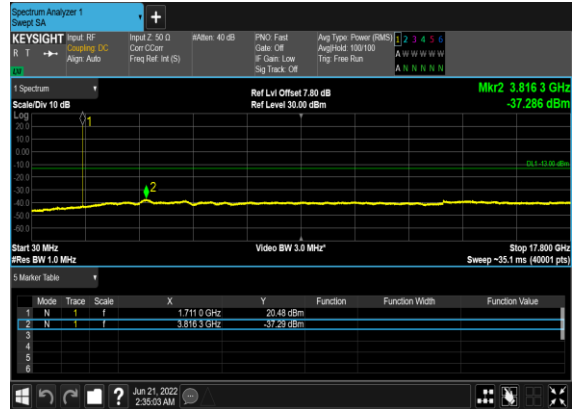 Spectrum Analyzer 1
Swept SA
+
KEYSIGHT Input: RF Input Z: 50 Ω #Atten: 40 dB PNO: Fast Avg Type: Power (RMS) 1 2 3 4 5 6
R T Coupling: DC Corr CCorr Gate: Off Avg|Hold: 100/100 A W W W W W
Align: Auto Freq Ref: Int (S) IF Gain: Low Trig: Free Run
Sig Track: Off A N N N N N
1 Spectrum Ref Lvl Offset 7.80 dB Mkr2 3.816 3 GHz
Scale/Div 10 dB Ref Level 30.00 dBm -37.286 dBm
Log
1
20.0
10.0
0.00
-10.0 DL1 -13.00 dBm
-20.0
-30.0 2
-40.0
-50.0
-60.0
Start 30 MHz Video BW 3.0 MHz* Stop 17.800 GHz
#Res BW 1.0 MHz Sweep ~35.1 ms (40001 pts)
5 Marker Table
Mode Trace Scale X Y Function Function Width Function Value
1 N 1 f 1.711 0 GHz 20.48 dBm
2 N 1 f 3.816 3 GHz -37.29 dBm
3
4
5
6
? Jun 21, 2022
2:35:03 AM